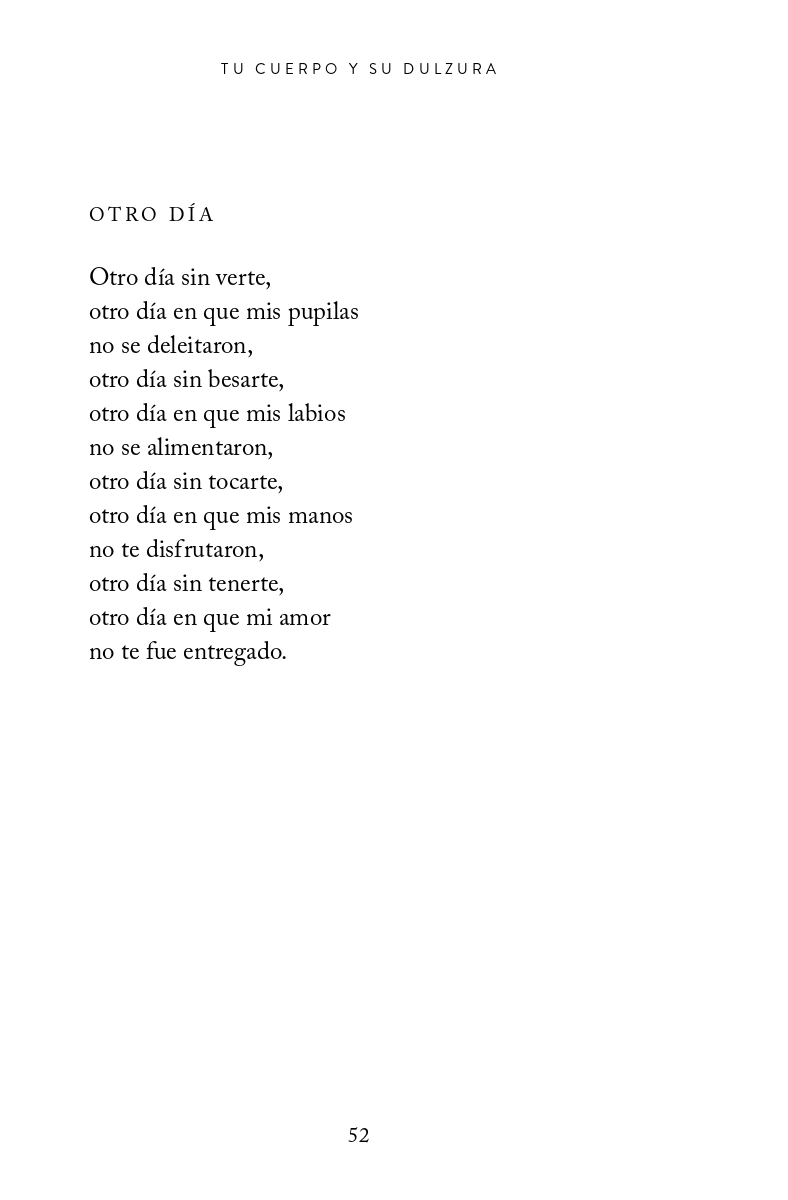 TU CUERPO Y SU DULZURA
OTRO DÍA
Otro día sin verte,
otro día en que mis pupilas
no se deleitaron,
otro día sin besarte,
otro día en que mis labios
no se alimentaron,
otro día sin tocarte,
otro día en que mis manos
no te disfrutaron,
otro día sin tenerte,
otro día en que mi amor
no te fue entregado.
52